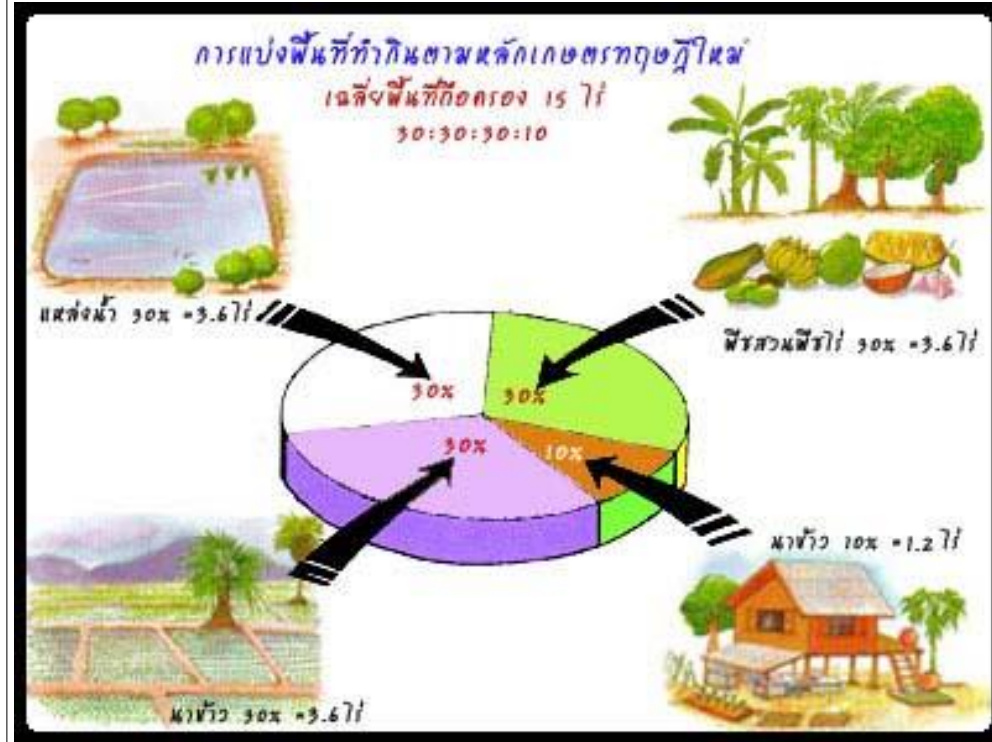 การแบ่งพื้นที่ทำกินตามหลักเกษตรทฤษฎีใหม่
เฉลี่ยพื้นที่ถือครอง 15 ไร่
30:30:30:10
แหล่งน้ำ 30% =3.6ไร่
พืชสวนพืชไร่ 30% =3.6ไร่
30%
30%
30%
10%
นาข้าว 10% =1.2ไร่
นาข้าว 30% =3.6ไร่